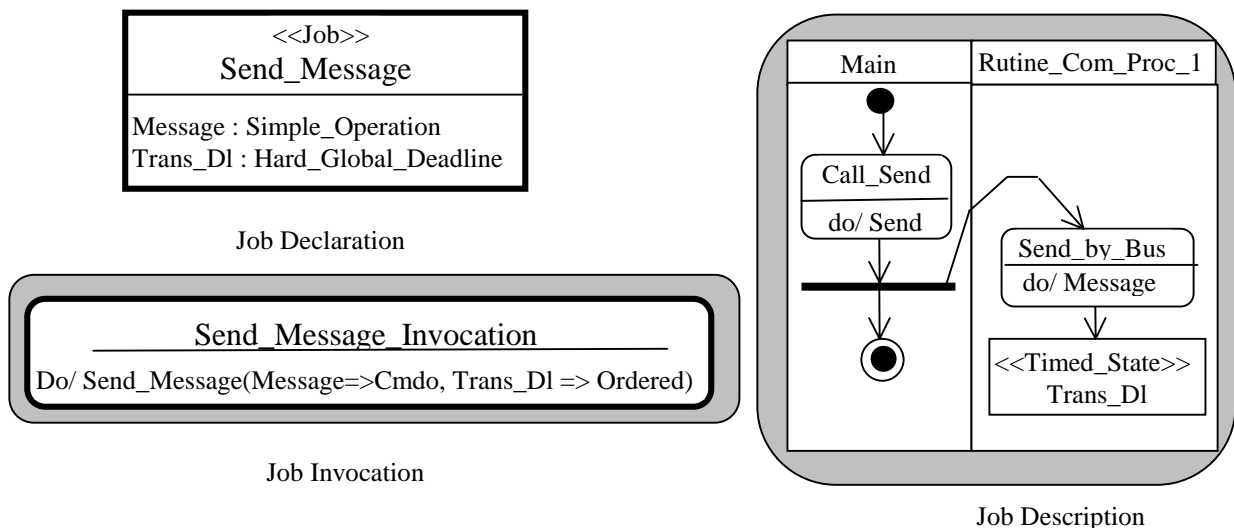 <<Job>>
Send_Message
Message : Simple_Operation
Trans_Dl : Hard_Global_Deadline
Job Declaration
Send_Message_Invocation
Do/ Send_Message(Message=>Cmdo, Trans_Dl => Ordered)
Job Invocation
Main
Rutine_Com_Proc_1
Call_Send
do/ Send
Send_by_Bus
do/ Message
<<Timed_State>>
Trans_Dl
Job Description